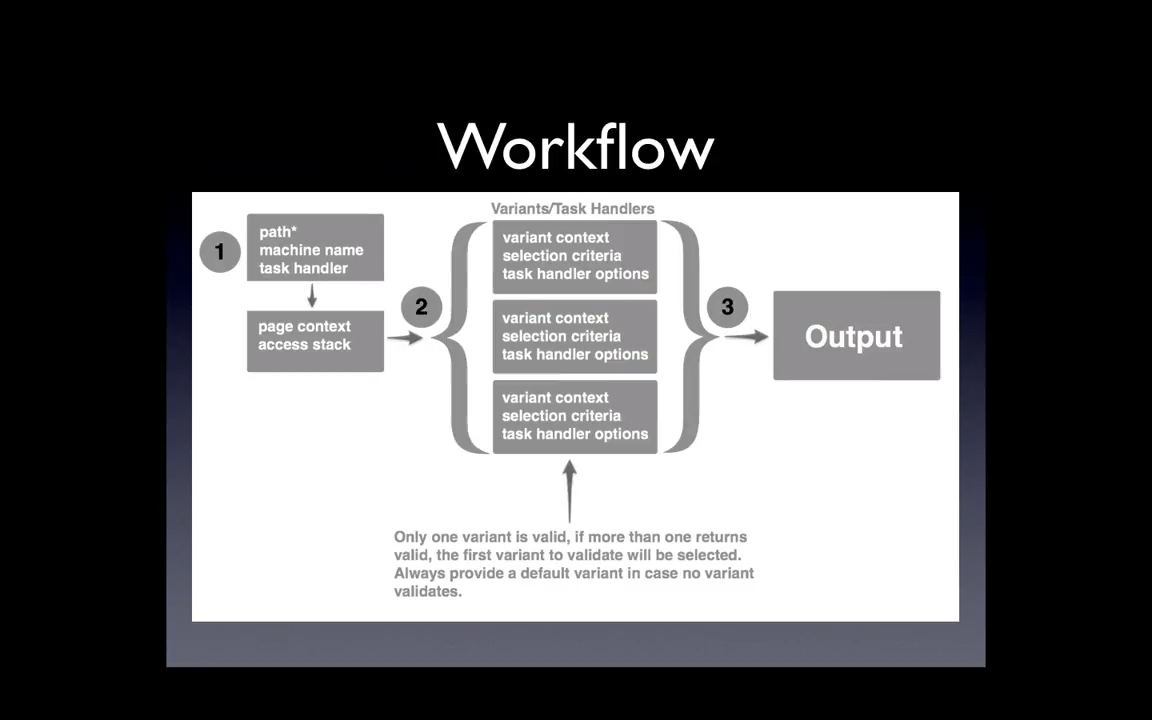 Workflow
Variants/Task Handlers
1
path*
machine name
task handler
page context
access stack
2
variant context
selection criteria
task handler options
variant context
selection criteria
task handler options
variant context
selection criteria
task handler options
3
Output
Only one variant is valid, if more than one returns
valid, the first variant to validate will be selected.
Always provide a default variant in case no variant
validates.